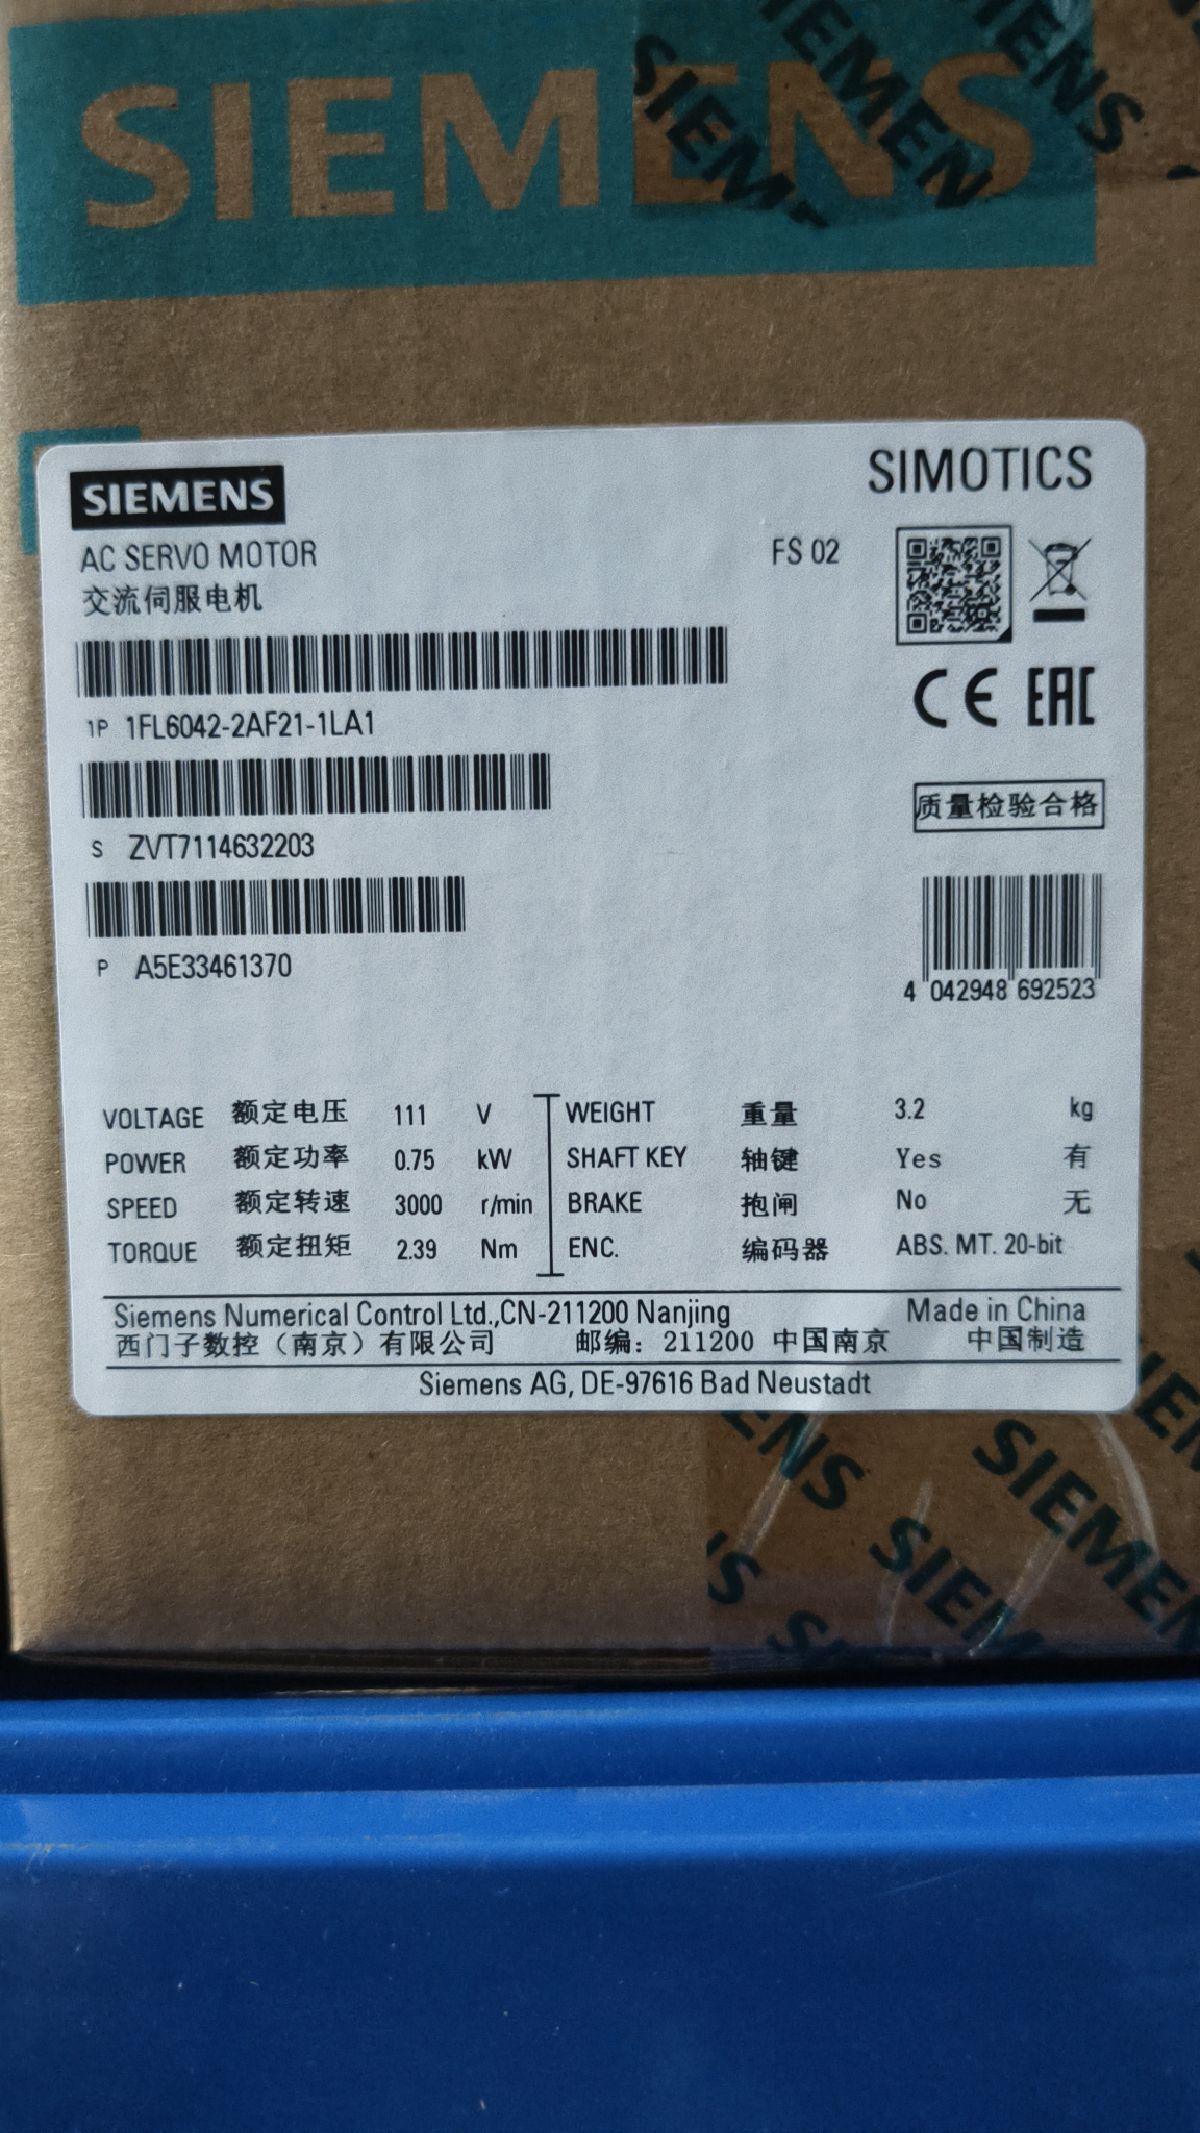 SIEMENS
SIEMENS
SIMOTICS
AC SERVO MOTOR
FS 02
交流伺服电机
1P 1FL6042-2AF21-1LA1
CE EAC
S ZVT7114632203
质量检验合格
P A5E33461370
4 042948 692523
VOLTAGE 额定电压 111 V WEIGHT 重量 3.2 kg
POWER 额定功率 0.75 kW SHAFT KEY 轴键 Yes 有
SPEED 额定转速 3000 r/min BRAKE 抱闸 No 无
TORQUE 额定扭矩 2.39 Nm ENC. 编码器 ABS. MT. 20-bit
Siemens Numerical Control Ltd.,CN-211200 Nanjing Made in China
西门子数控（南京）有限公司 邮编：211200 中国南京 中国制造
Siemens AG, DE-97616 Bad Neustadt
SIEMEN